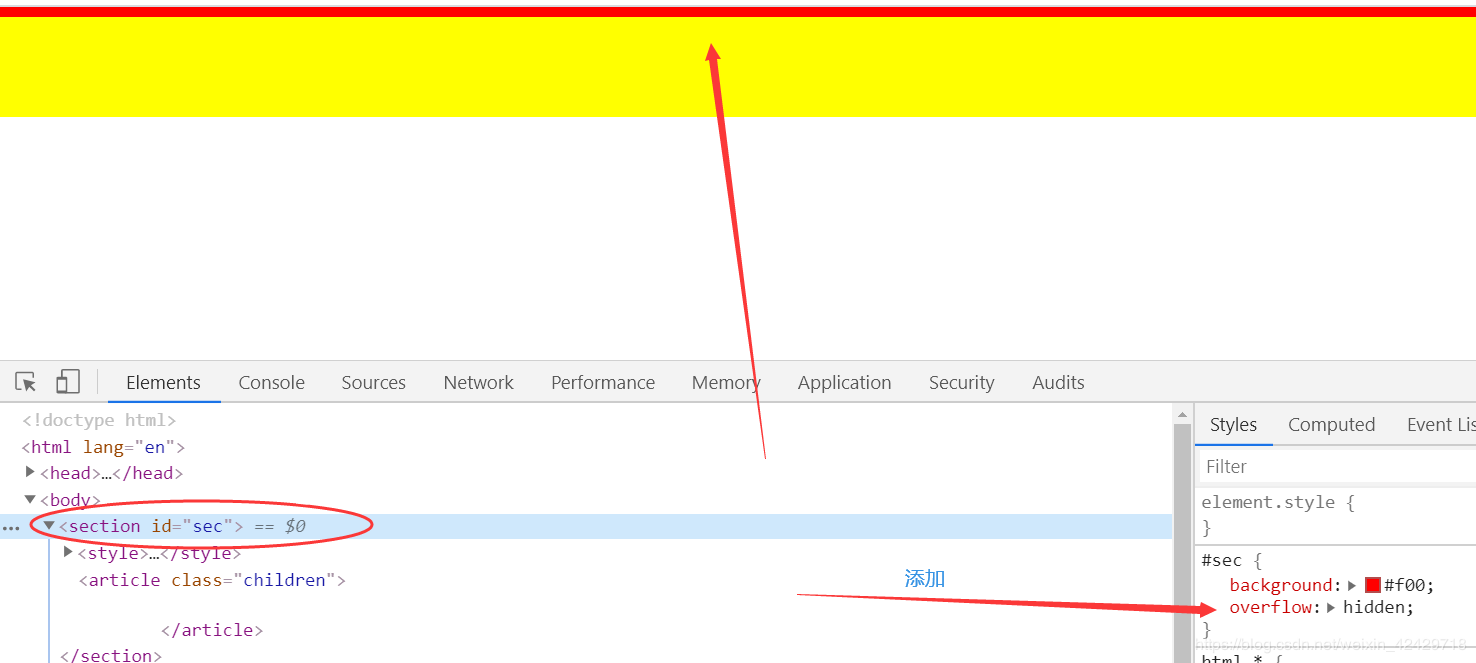 Elements Console Sources Network Performance Memory Application Security Audits
<!doctype html>
<html lang="en">
<head>…</head>
<body>
… <section id="sec"> == $0
<style>…</style>
<article class="children">
</article>
</section>
添加
Styles Computed Event Lis
Filter
element.style {
}
#sec {
background: #f00;
overflow: hidden;
}
https://blog.csdn.net/weixin_42429718
html * {